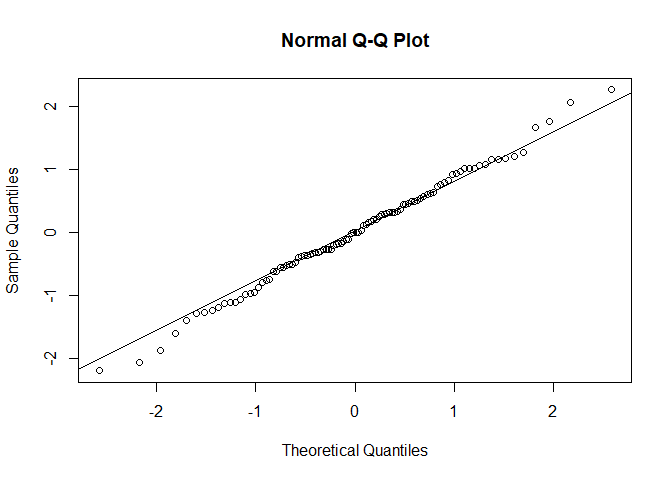 Normal Q-Q Plot
Sample Quantiles
2
1
0
-1
-2
-2 -1 0 1 2
Theoretical Quantiles